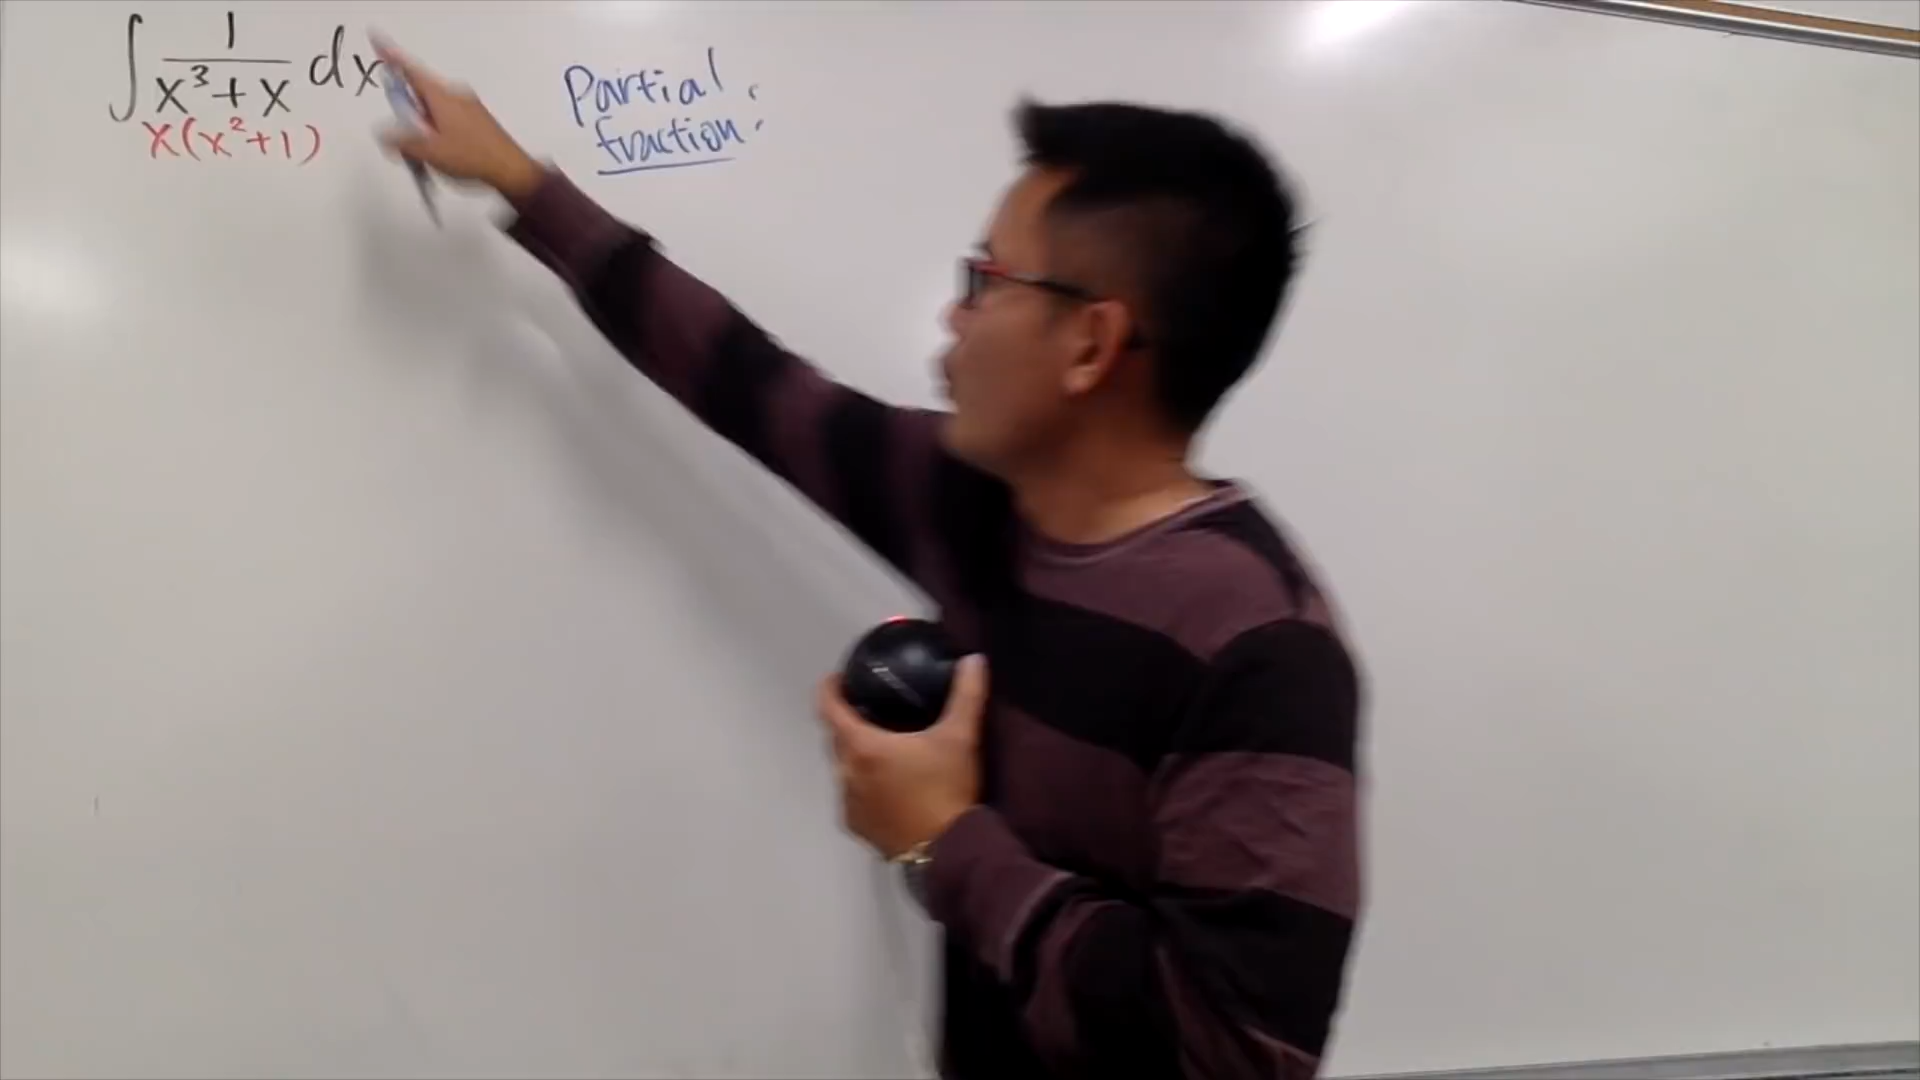 ∫ 1/(x³+x) dx
x(x²+1)
Partial
fraction.